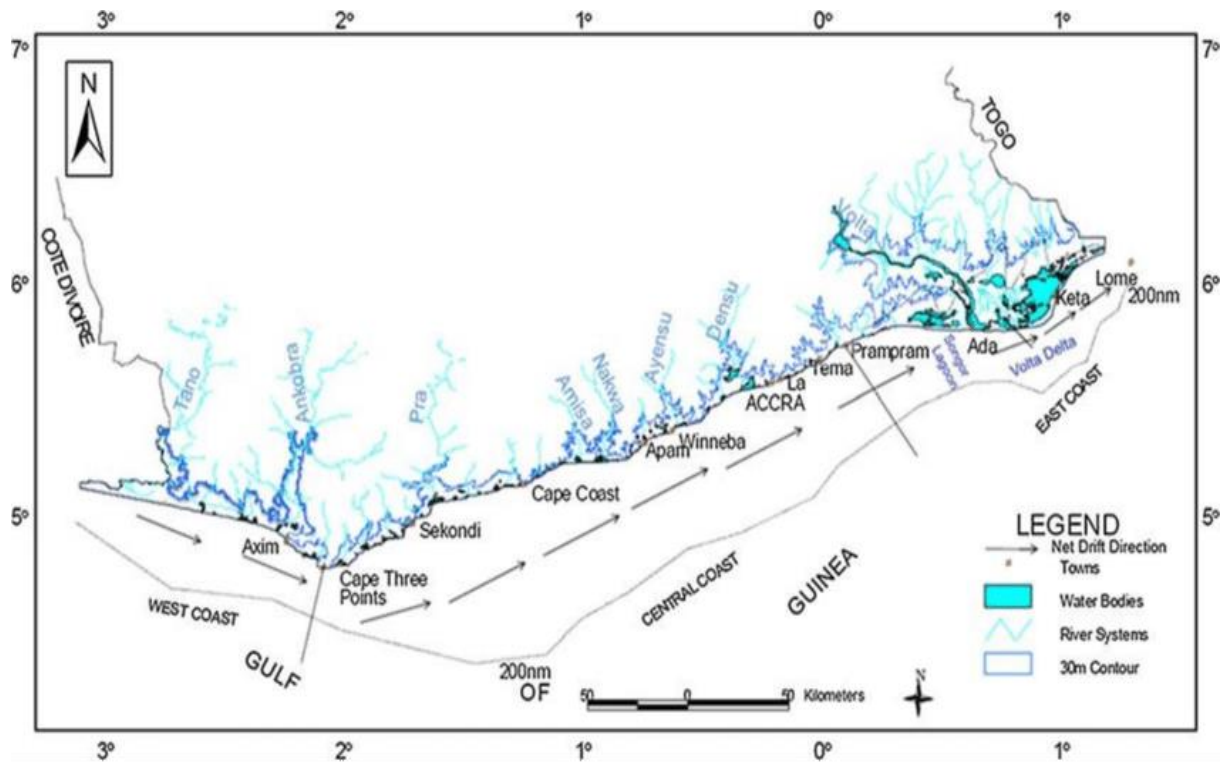 3° 2° 1° 0° 1°
7° 7°
N
TOGO
Volta
COTE D'IVOIRE
6° 6°
Lome
Keta
200nm
Densu
Ayensu
Nakwa
Amisa
Tano
Ankobra
Pra
Prampram
Ada
Songor
Lagoon
Volta Delta
Tema
La
ACCRA
EAST COAST
Winneba
Apam
Cape Coast
5° 5°
Sekondi
Axim
Cape Three
Points
WEST COAST
CENTRAL COAST
GULF
OF
GUINEA
200nm
LEGEND
Net Drift Direction
Towns
Water Bodies
River Systems
30m Contour
50 0 50 Kilometers
N
3° 2° 1° 0° 1°